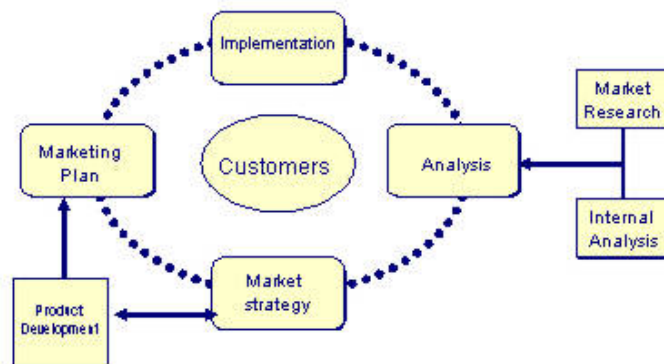 Implementation
Market
Research
Marketing
Plan
Customers
Analysis
Internal
Analysis
Market
strategy
Product
Development